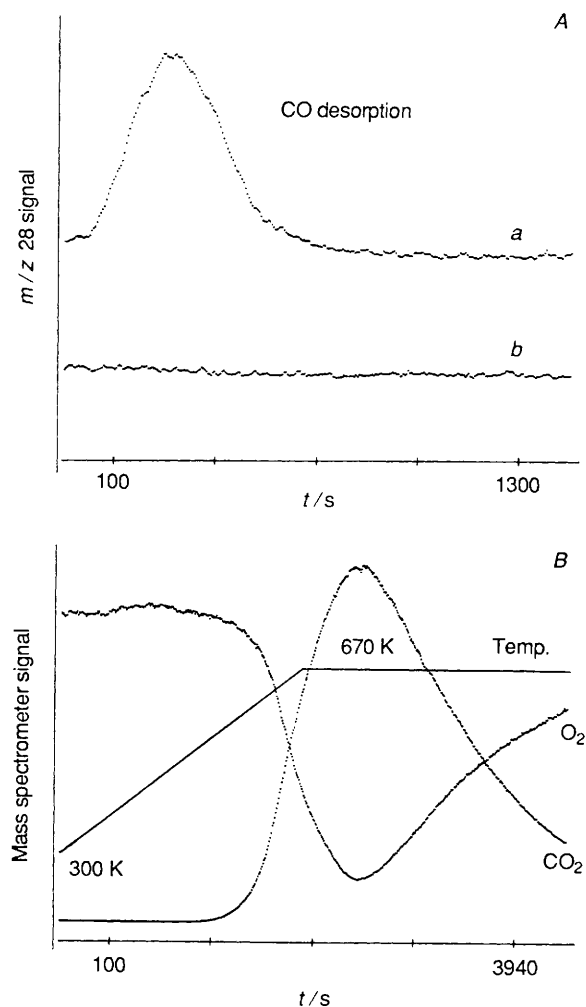 A
CO desorption
m/z 28 signal
a
b
100
1300
t/s
B
Mass spectrometer signal
670 K
Temp.
O₂
300 K
CO₂
100
3940
t/s